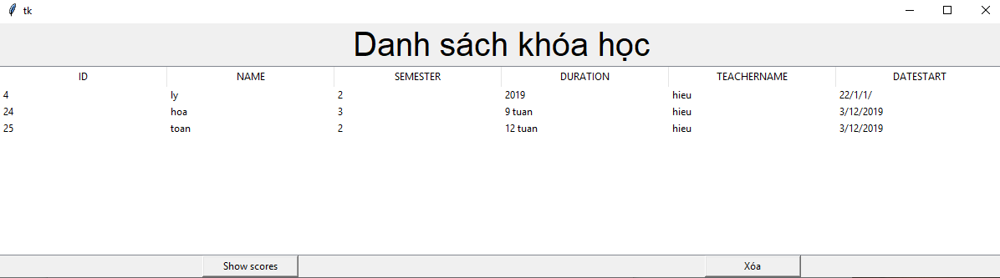 tk
Danh sách khóa học
ID NAME SEMESTER DURATION TEACHERNAME DATESTART
4 ly 2 2019 hieu 22/1/1/
24 hoa 3 9 tuan hieu 3/12/2019
25 toan 2 12 tuan hieu 3/12/2019
Show scores Xóa